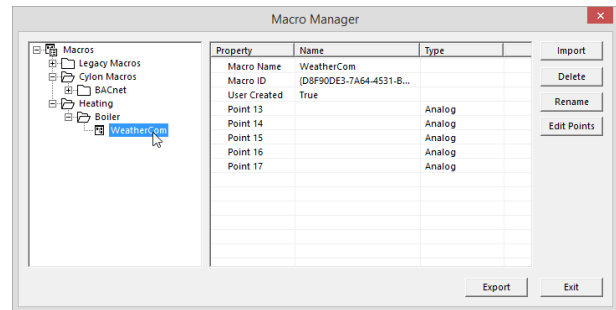 Macro Manager
Macros
Legacy Macros
Cylon Macros
BACnet
Heating
Boiler
WeatherCom
Property Name Type
Macro Name WeatherCom
Macro ID {D8F90DE3-7A64-4531-B...
User Created True
Point 13 Analog
Point 14 Analog
Point 15 Analog
Point 16 Analog
Point 17 Analog
Import
Delete
Rename
Edit Points
Export Exit